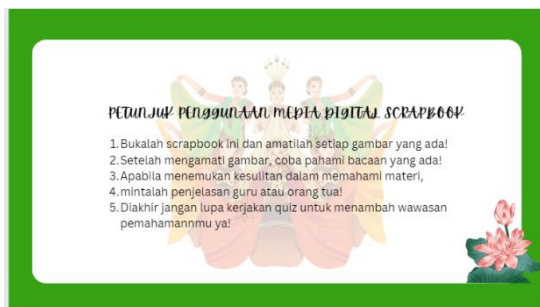 PETUNJUK PENGGUNAAN MEDIA DIGITAL SCRAPBOOK
1. Bukalah scrapbook ini dan amatilah setiap gambar yang ada!
2. Setelah mengamati gambar, coba pahami bacaan yang ada!
3. Apabila menemukan kesulitan dalam memahami materi,
4. mintalah penjelasan guru atau orang tua!
5. Diakhir jangan lupa kerjakan quiz untuk menambah wawasan
pemahamannmu ya!